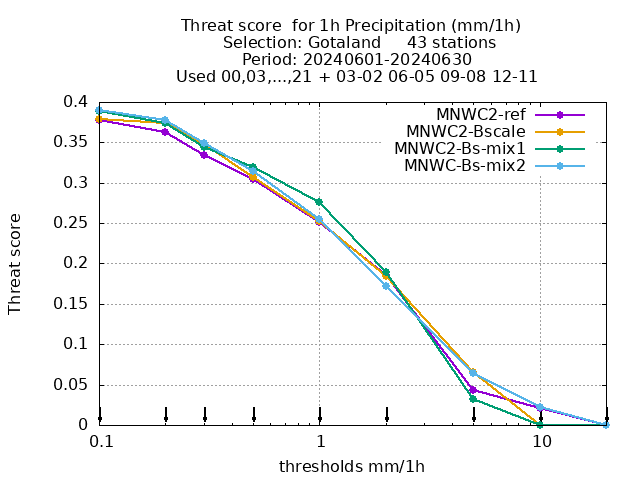 Threat score  for 1h Precipitation (mm/1h)
Selection: Gotaland     43 stations
Period: 20240601-20240630
Used 00,03,...,21 + 03-02 06-05 09-08 12-11
MNWC2-ref
MNWC2-Bscale
MNWC2-Bs-mix1
MNWC-Bs-mix2
Threat score
0.4
0.35
0.3
0.25
0.2
0.15
0.1
0.05
0
0.1 1 10
thresholds mm/1h